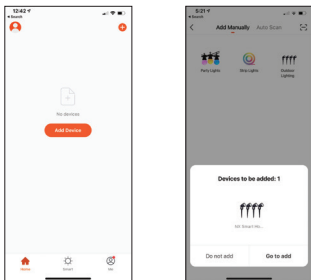 12:42
Search
No devices
Add Device
Home
Smart
Me
5:21
Search
Add Manually
Auto Scan
Party Lights
Strip Lights
Outdoor
Lighting
Devices to be added: 1
Do not add
Go to add